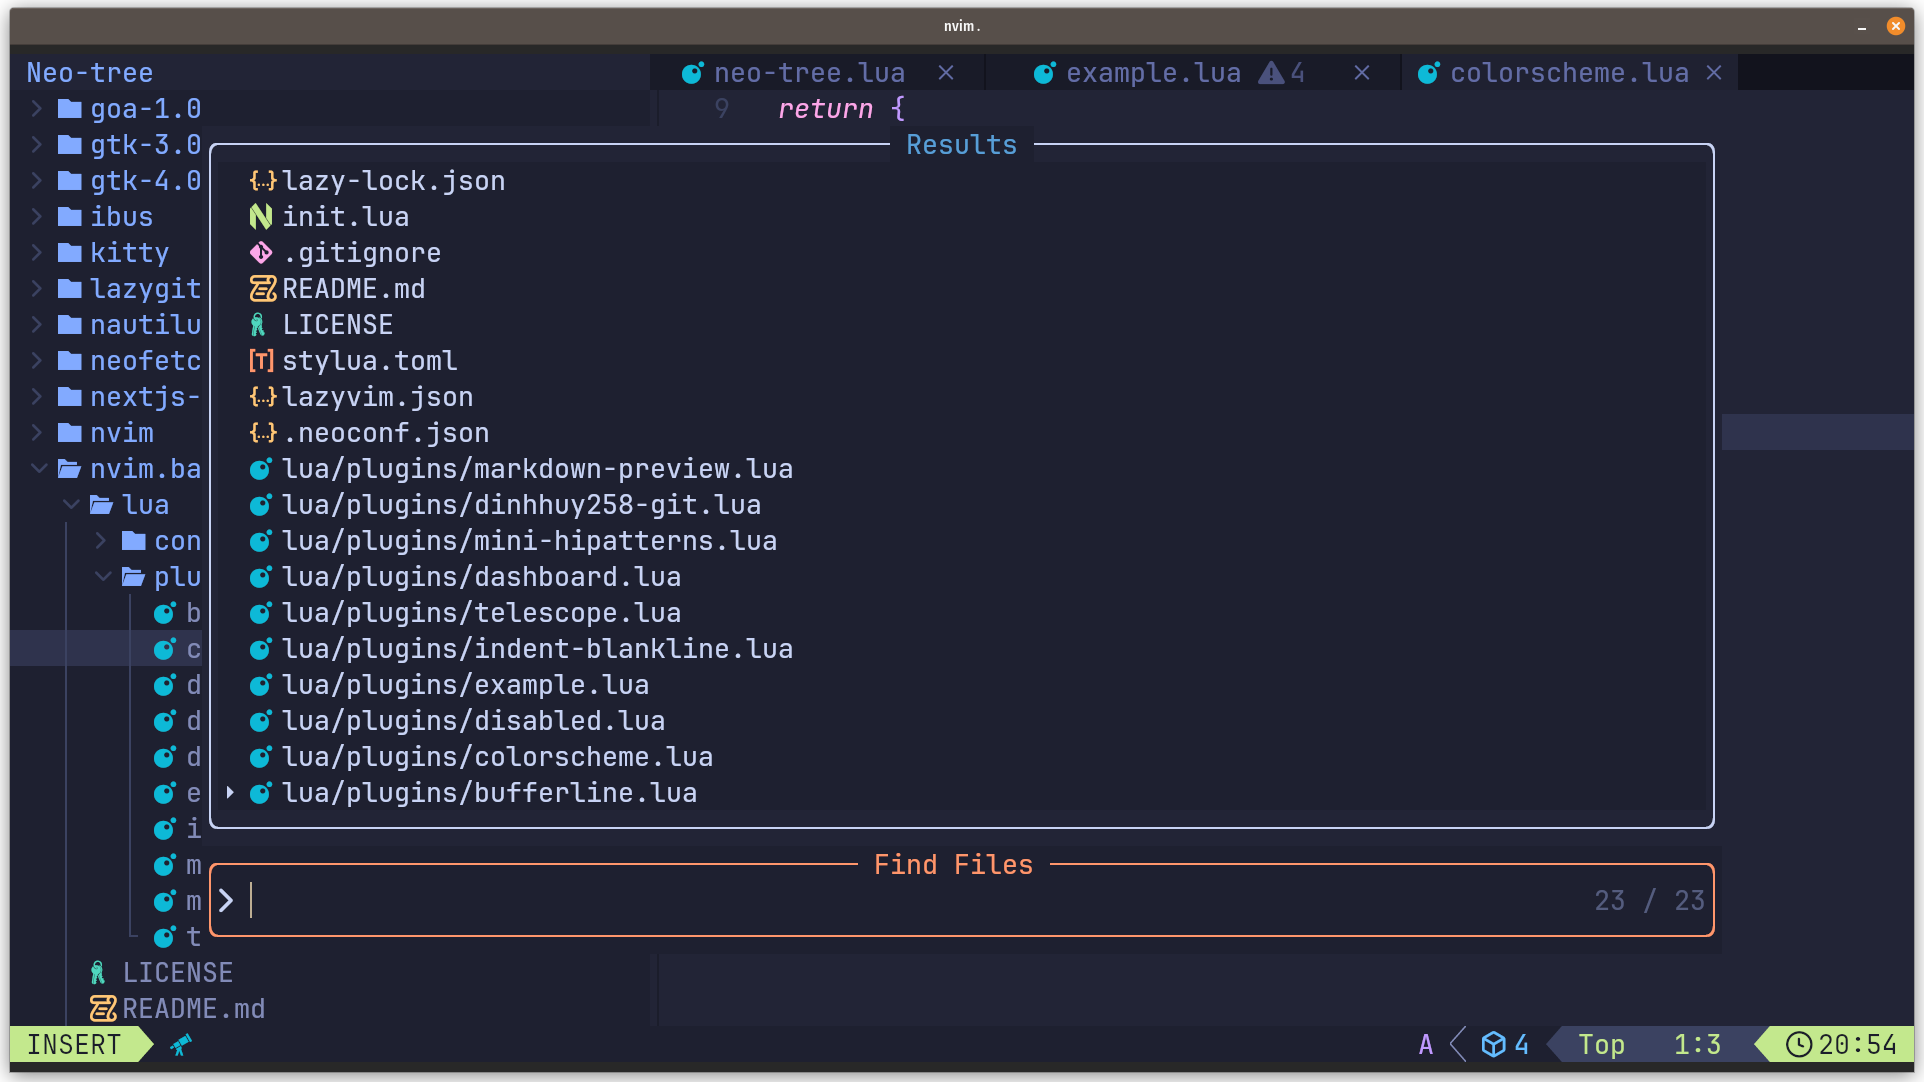 nvim .
Neo-tree
neo-tree.lua
example.lua 4
colorscheme.lua
goa-1.0
gtk-3.0
gtk-4.0
ibus
kitty
lazygit
nautilu
neofetc
nextjs-
nvim
nvim.ba
lua
con
plu
b
c
d
d
d
e
i
m
m
t
LICENSE
README.md
9 return {
Results
{..} lazy-lock.json
init.lua
.gitignore
README.md
LICENSE
[T] stylua.toml
{..} lazyvim.json
{..} .neoconf.json
lua/plugins/markdown-preview.lua
lua/plugins/dinhhuy258-git.lua
lua/plugins/mini-hipatterns.lua
lua/plugins/dashboard.lua
lua/plugins/telescope.lua
lua/plugins/indent-blankline.lua
lua/plugins/example.lua
lua/plugins/disabled.lua
lua/plugins/colorscheme.lua
lua/plugins/bufferline.lua
Find Files
> 23 / 23
INSERT A 4 Top 1:3 20:54